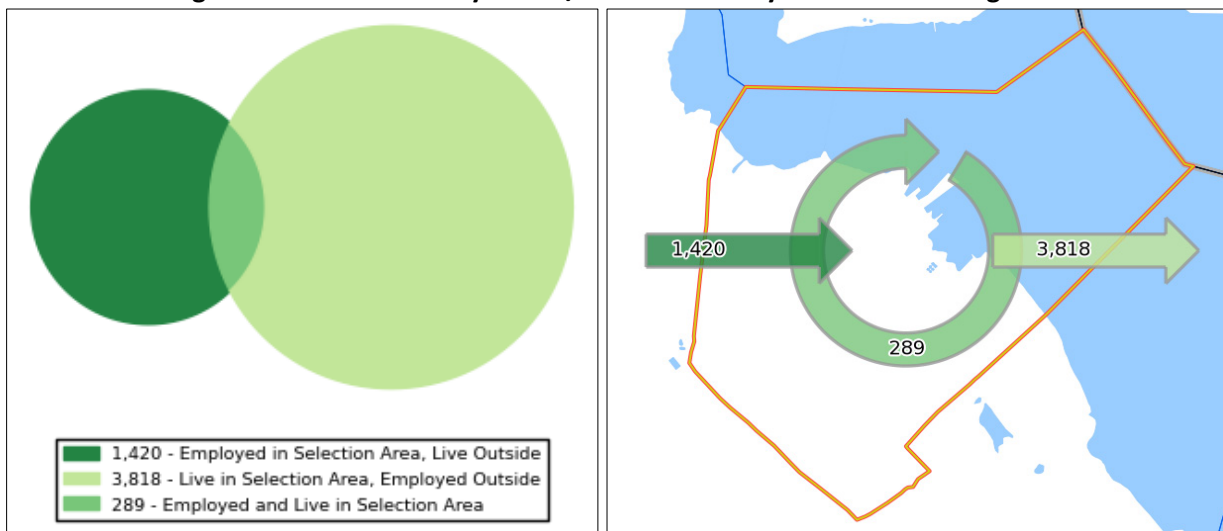 1,420 - Employed in Selection Area, Live Outside
3,818 - Live in Selection Area, Employed Outside
289 - Employed and Live in Selection Area
1,420
3,818
289